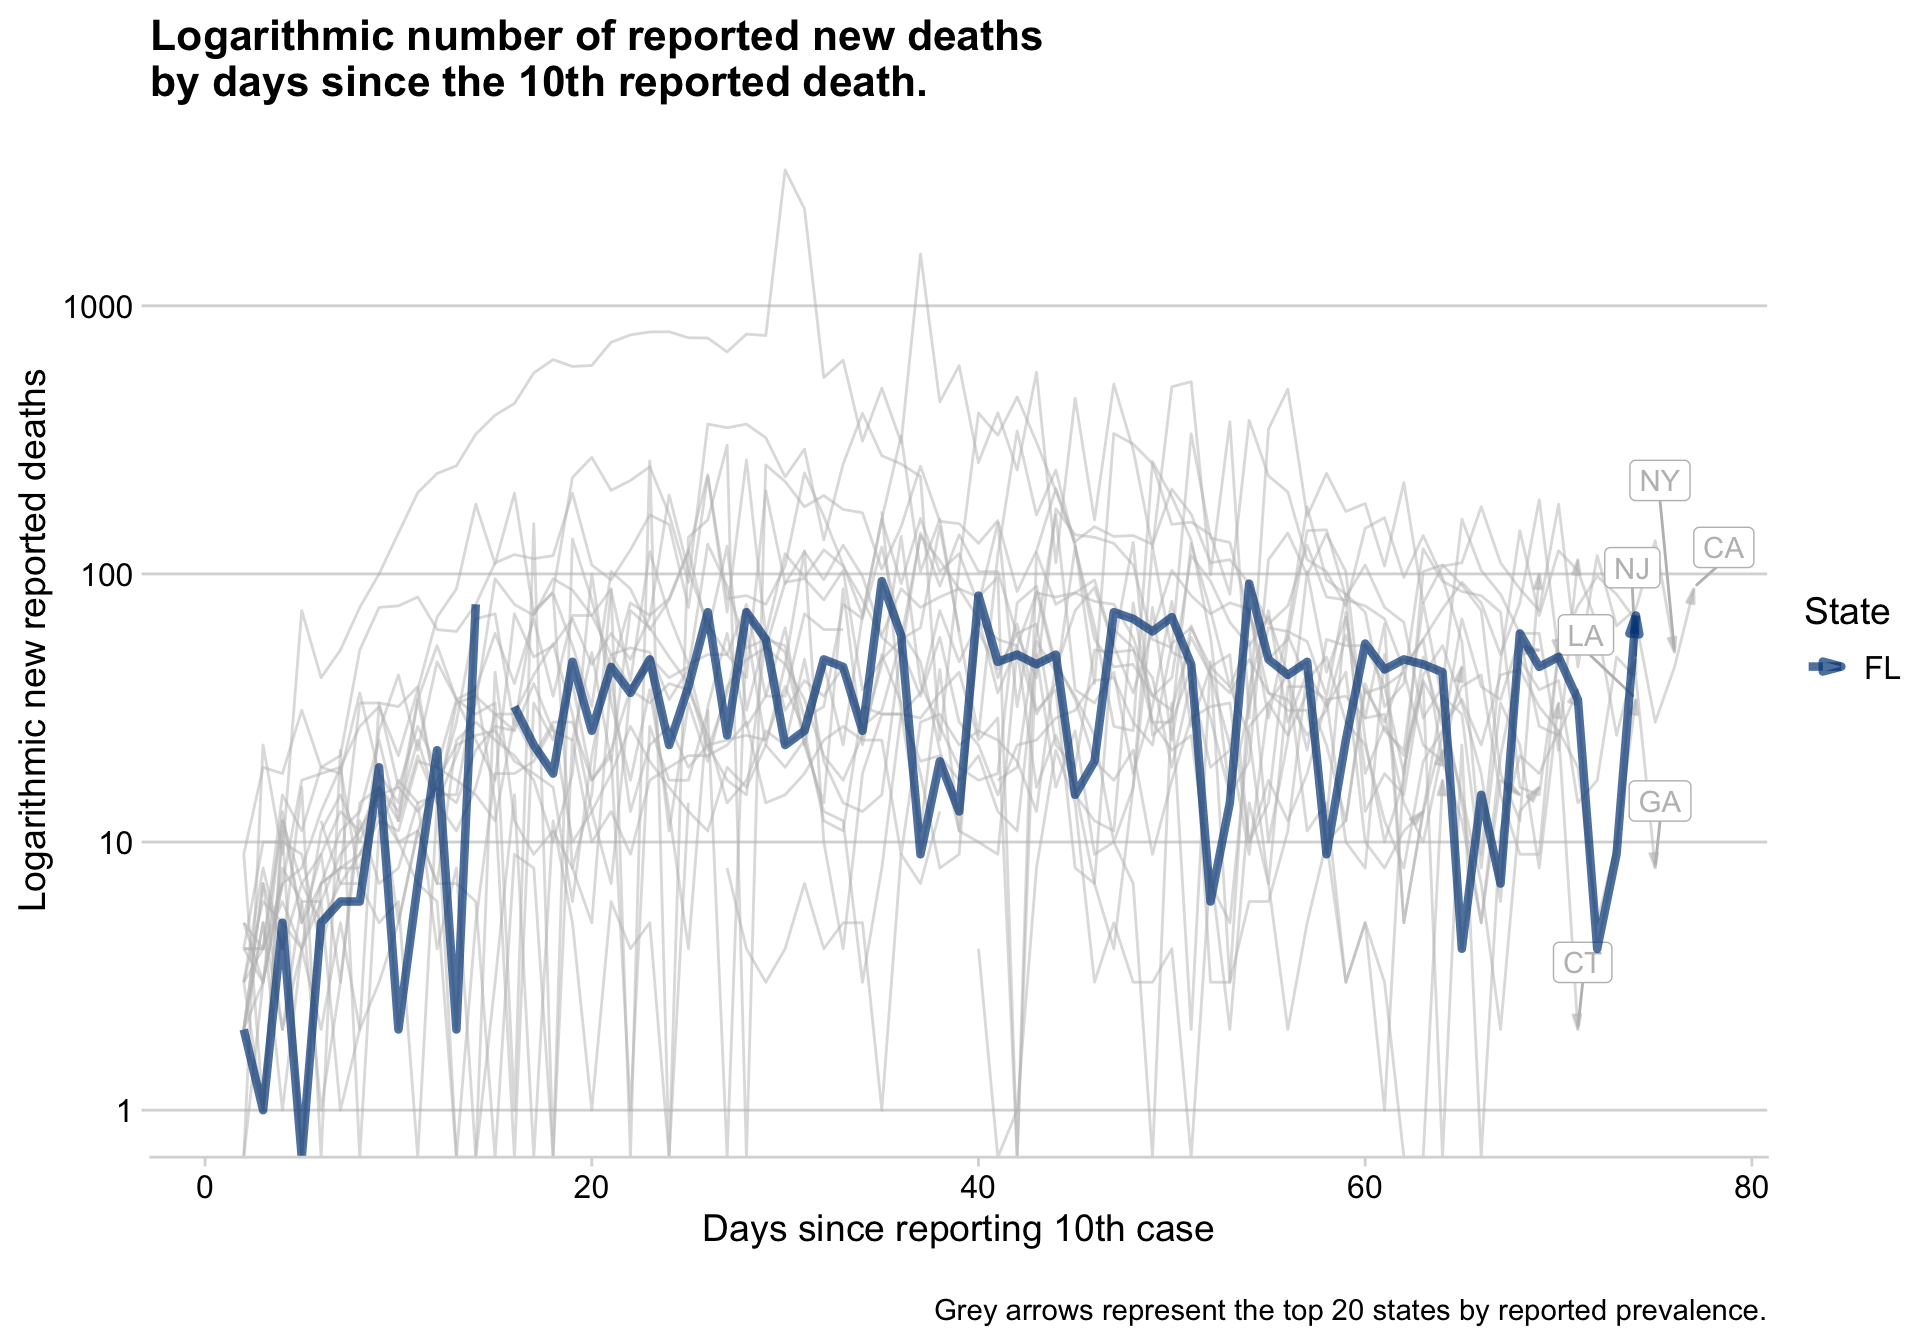 Logarithmic number of reported new deaths
by days since the 10th reported death.
Logarithmic new reported deaths
1000
100
10
1
NY
CA
NJ
LA
GA
CT
State
FL
0 20 40 60 80
Days since reporting 10th case
Grey arrows represent the top 20 states by reported prevalence.